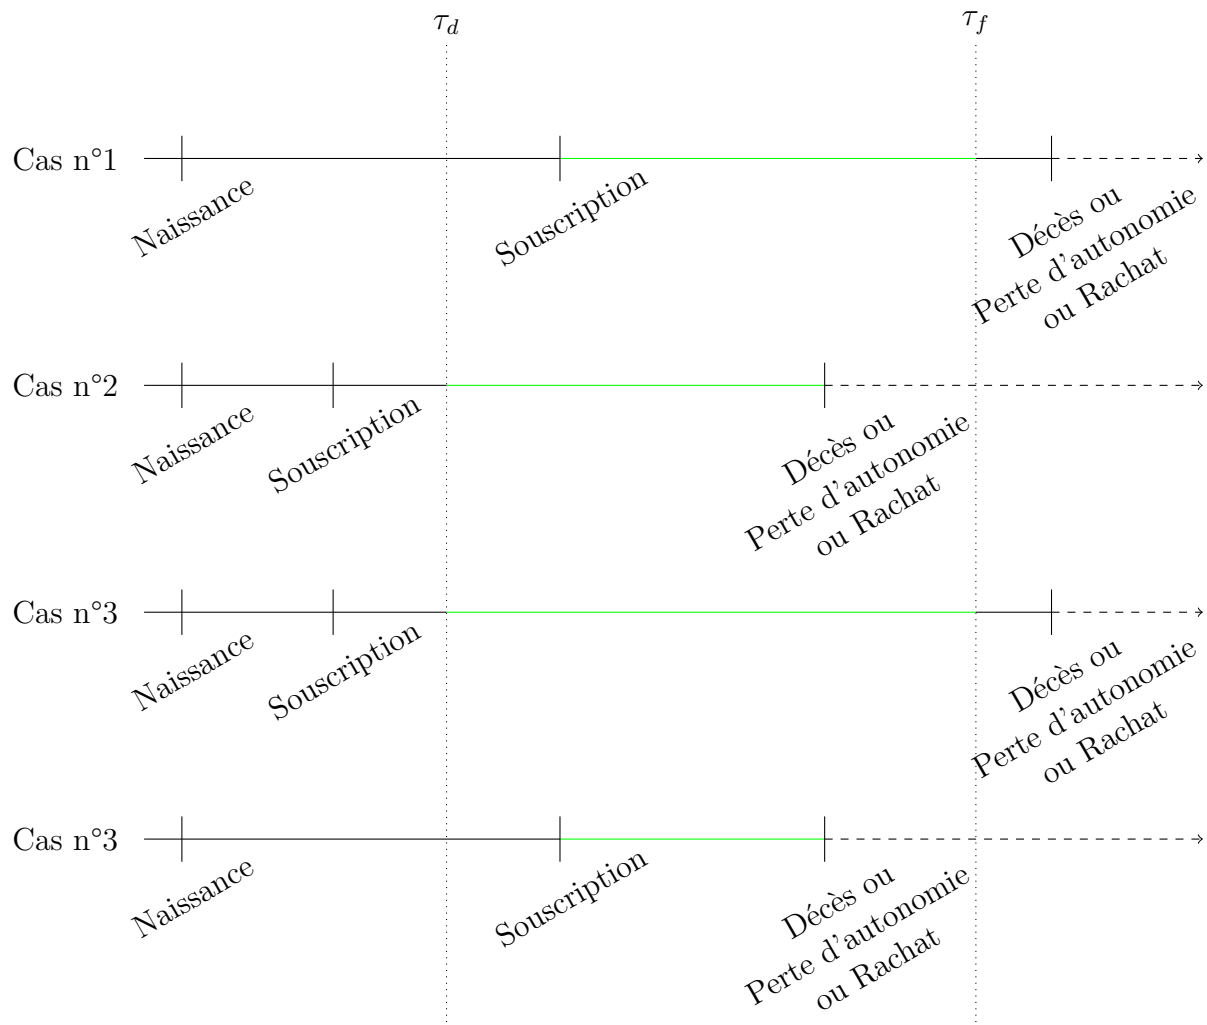 τ_d
τ_f
Cas n°1
Naissance
Souscription
Décès ou
Perte d'autonomie
ou Rachat
Cas n°2
Naissance
Souscription
Décès ou
Perte d'autonomie
ou Rachat
Cas n°3
Naissance
Souscription
Décès ou
Perte d'autonomie
ou Rachat
Cas n°3
Naissance
Souscription
Décès ou
Perte d'autonomie
ou Rachat